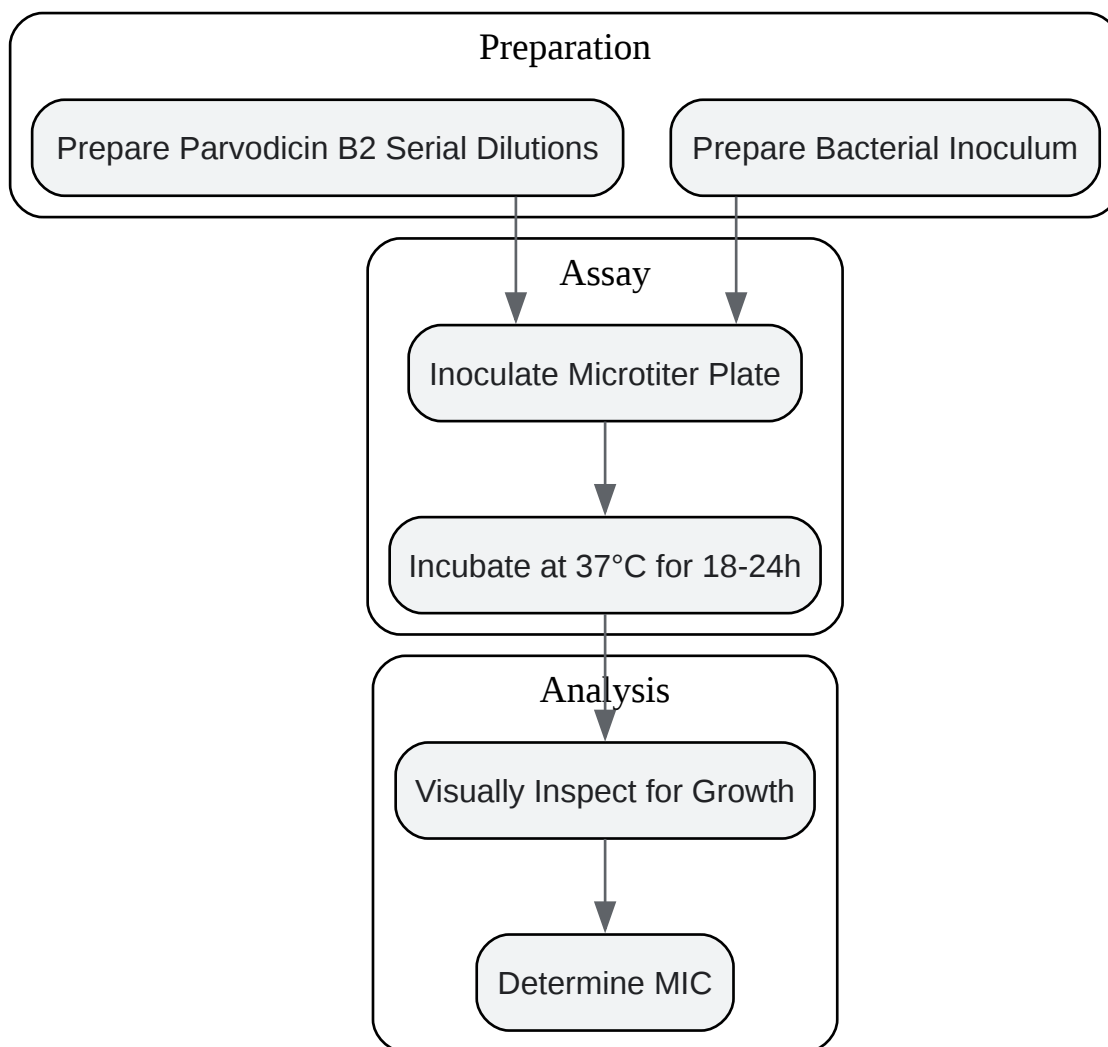 Preparation
Prepare Parvodicin B2 Serial Dilutions
Prepare Bacterial Inoculum
Assay
Inoculate Microtiter Plate
Incubate at 37°C for 18-24h
Analysis
Visually Inspect for Growth
Determine MIC